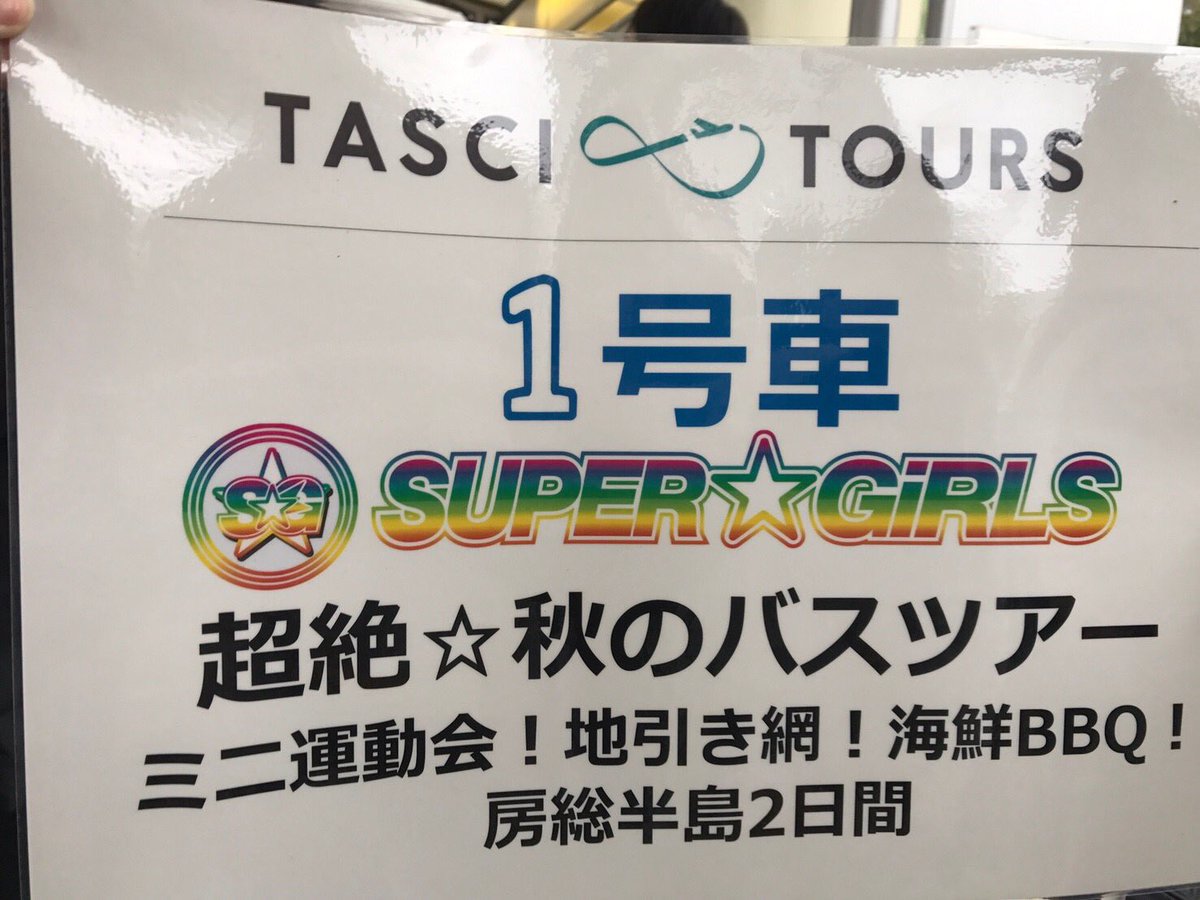 TASCI TOURS
1号車
SG SUPER☆GiRLS
超絶☆秋のバスツアー
ミニ運動会！地引き網！海鮮BBQ！
房総半島2日間